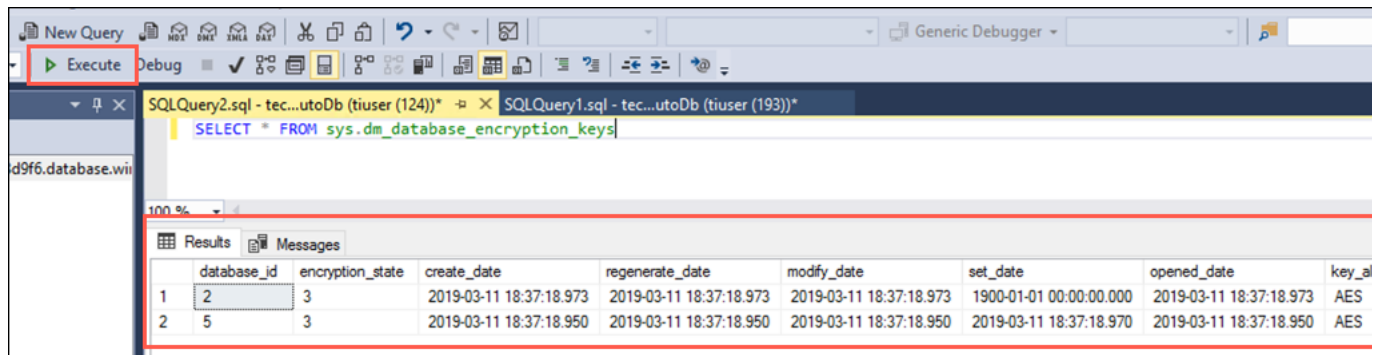 New Query MDX DMX XMLA DAX Generic Debugger
Execute Debug
SQLQuery2.sql - tec...utoDb (tiuser (124))* SQLQuery1.sql - tec...utoDb (tiuser (193))*
SELECT * FROM sys.dm_database_encryption_keys
d9f6.database.wi
100 %
Results Messages
database_id encryption_state create_date regenerate_date modify_date set_date opened_date key_al
1 2 3 2019-03-11 18:37:18.973 2019-03-11 18:37:18.973 2019-03-11 18:37:18.973 1900-01-01 00:00:00.000 2019-03-11 18:37:18.973 AES
2 5 3 2019-03-11 18:37:18.950 2019-03-11 18:37:18.950 2019-03-11 18:37:18.950 2019-03-11 18:37:18.970 2019-03-11 18:37:18.950 AES